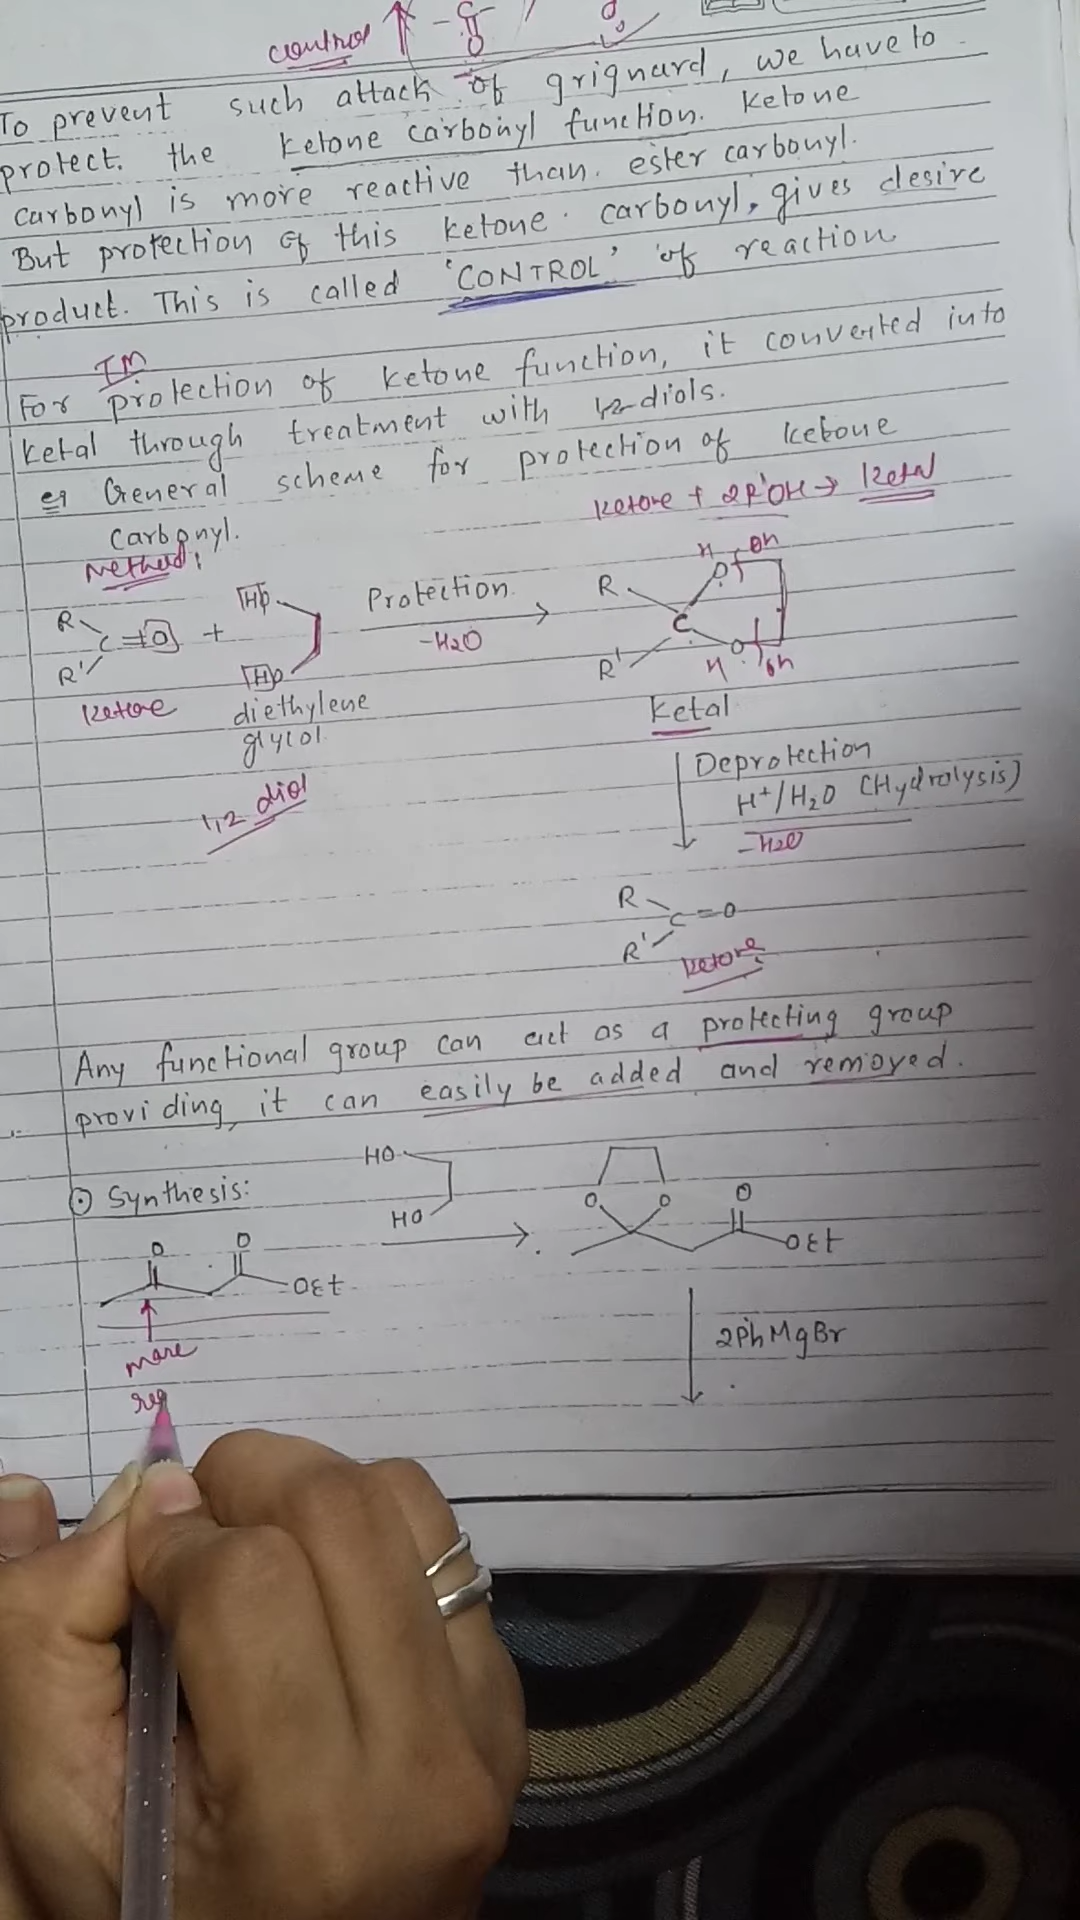 control
To prevent such attack of grignard, we have to
protect. the ketone carbonyl function. Ketone
carbonyl is more reactive than. ester carbonyl.
But protection of this ketone. carbonyl, gives desire
product. This is called 'CONTROL' of reaction
TM
For protection of ketone function, it converted into
ketal through treatment with 1,2 diols.
eg General scheme for protection of ketone
carbonyl.
Ketone + 2R'OH → Ketal
Method:
R R' C=O + HO HO Protection -H2O R R' C O O H OH H OH
Ketone diethylene glycol Ketal
1,2 diol
Deprotection
H+/H2O (Hydrolysis)
-H2O
R R' C=O
Ketone
Any functional group can act as a protecting group
providing, it can easily be added and removed.
Synthesis: HO HO
O O OEt O O O OEt
more
2PhMgBr